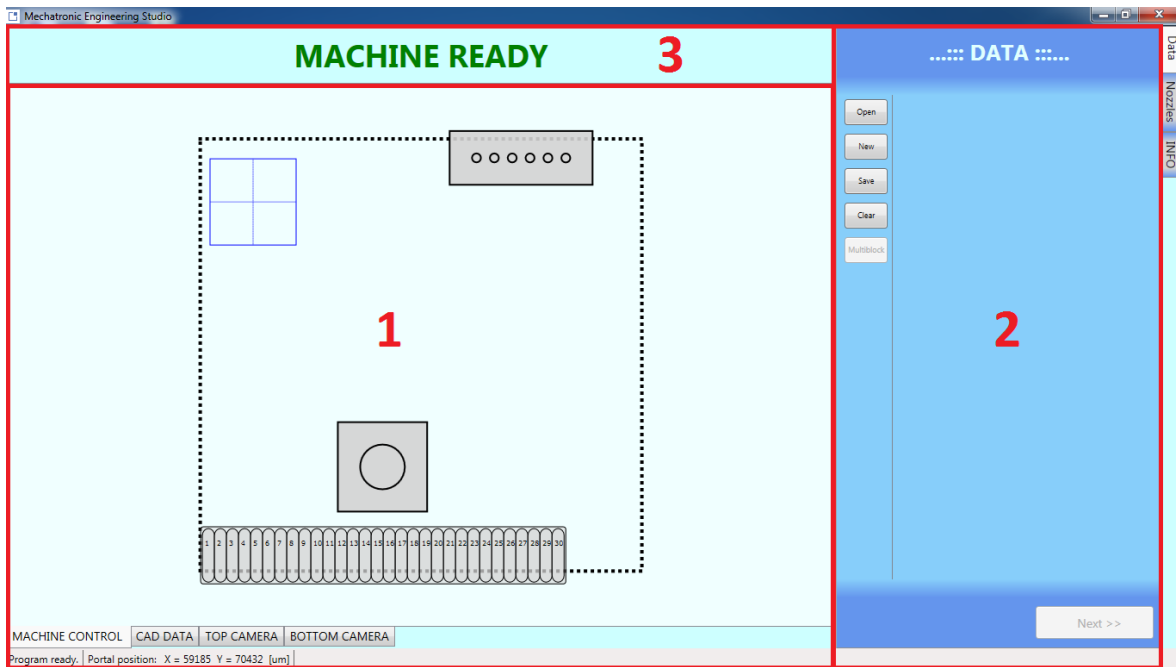 Mechatronic Engineering Studio
MACHINE READY
3
...::: DATA :::...
Data
Nozzles
INFO
Open
New
Save
Clear
Multiblock
1
2
1 2 3 4 5 6 7 8 9 10 11 12 13 14 15 16 17 18 19 20 21 22 23 24 25 26 27 28 29 30
Next >>
MACHINE CONTROL CAD DATA TOP CAMERA BOTTOM CAMERA
Program ready. Portal position: X = 59185 Y = 70432 [um]